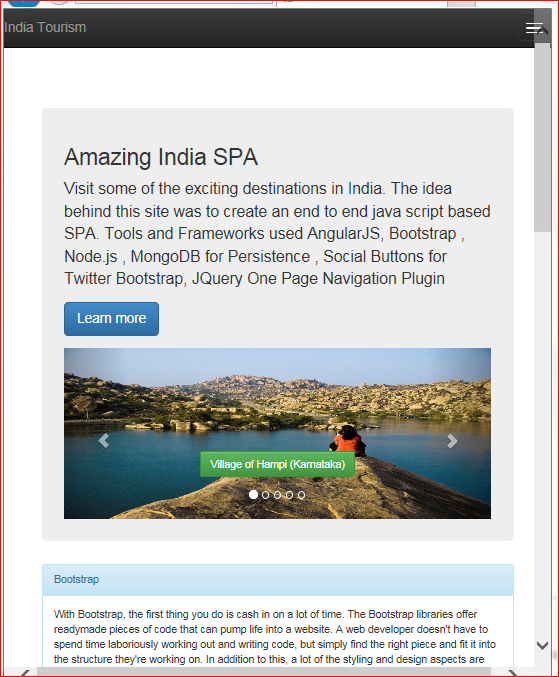 India Tourism
Amazing India SPA
Visit some of the exciting destinations in India. The idea
behind this site was to create an end to end java script based
SPA. Tools and Frameworks used AngularJS, Bootstrap ,
Node.js , MongoDB for Persistence , Social Buttons for
Twitter Bootstrap, JQuery One Page Navigation Plugin
Learn more
Village of Hampi (Karnataka)
Bootstrap
With Bootstrap, the first thing you do is cash in on a lot of time. The Bootstrap libraries offer
readymade pieces of code that can pump life into a website. A web developer doesn't have to
spend time laboriously working out and writing code, but simply find the right piece and fit it into
the structure they're working on. In addition to this, a lot of the styling and design aspects are